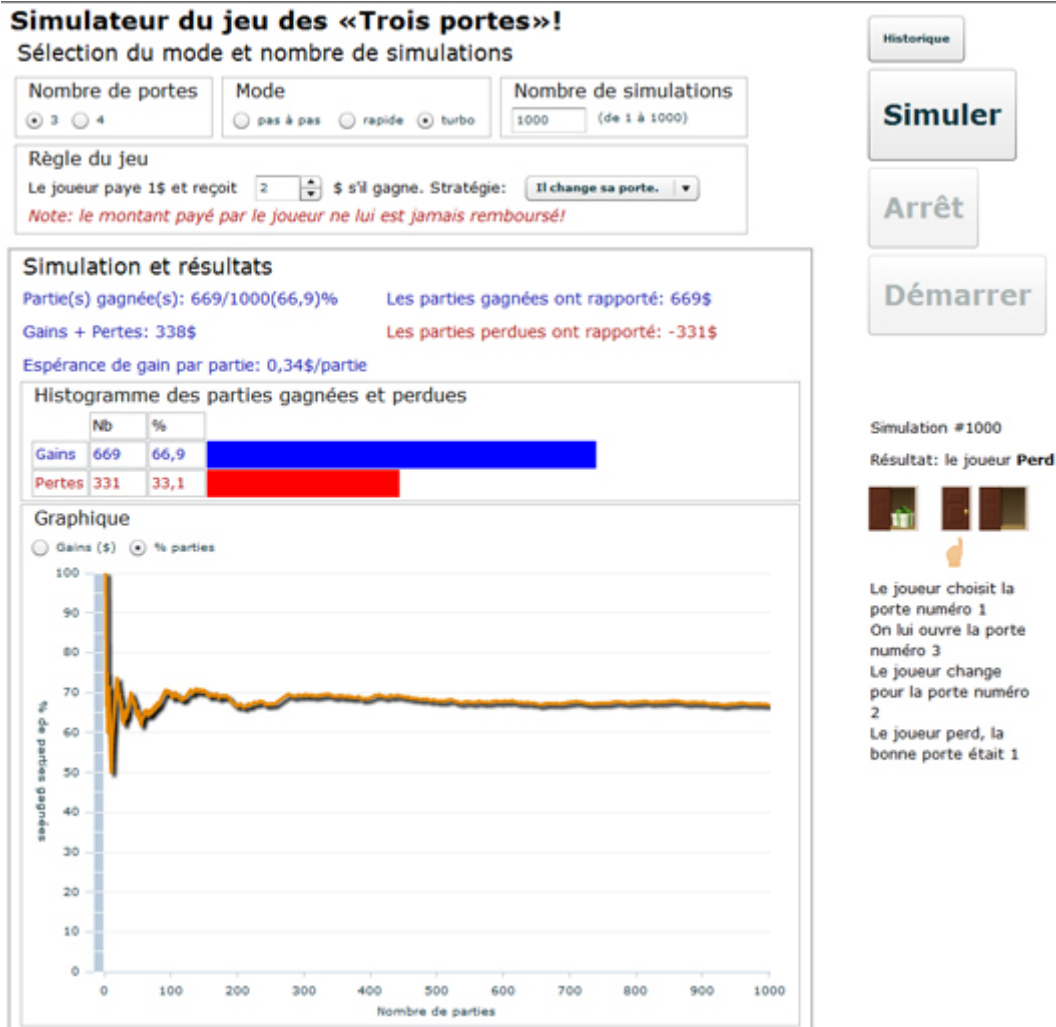 Simulateur du jeu des «Trois portes»!
Sélection du mode et nombre de simulations
Nombre de portes
3 4
Mode
pas à pas rapide turbo
Nombre de simulations
1000 (de 1 à 1000)
Règle du jeu
Le joueur paye 1$ et reçoit 2 $ s'il gagne. Stratégie: Il change sa porte.
Note: le montant payé par le joueur ne lui est jamais remboursé!
Historique
Simuler
Arrêt
Démarrer
Simulation et résultats
Partie(s) gagnée(s): 669/1000(66,9)% Les parties gagnées ont rapporté: 669$
Gains + Pertes: 338$ Les parties perdues ont rapporté: -331$
Espérance de gain par partie: 0,34$/partie
Histogramme des parties gagnées et perdues
Nb %
Gains 669 66,9
Pertes 331 33,1
Graphique
Gains ($) % parties
100
90
80
70
60
50
40
30
20
10
0
% de parties gagnées
0 100 200 300 400 500 600 700 800 900 1000
Nombre de parties
Simulation #1000
Résultat: le joueur Perd
Le joueur choisit la
porte numéro 1
On lui ouvre la porte
numéro 3
Le joueur change
pour la porte numéro
2
Le joueur perd, la
bonne porte était 1